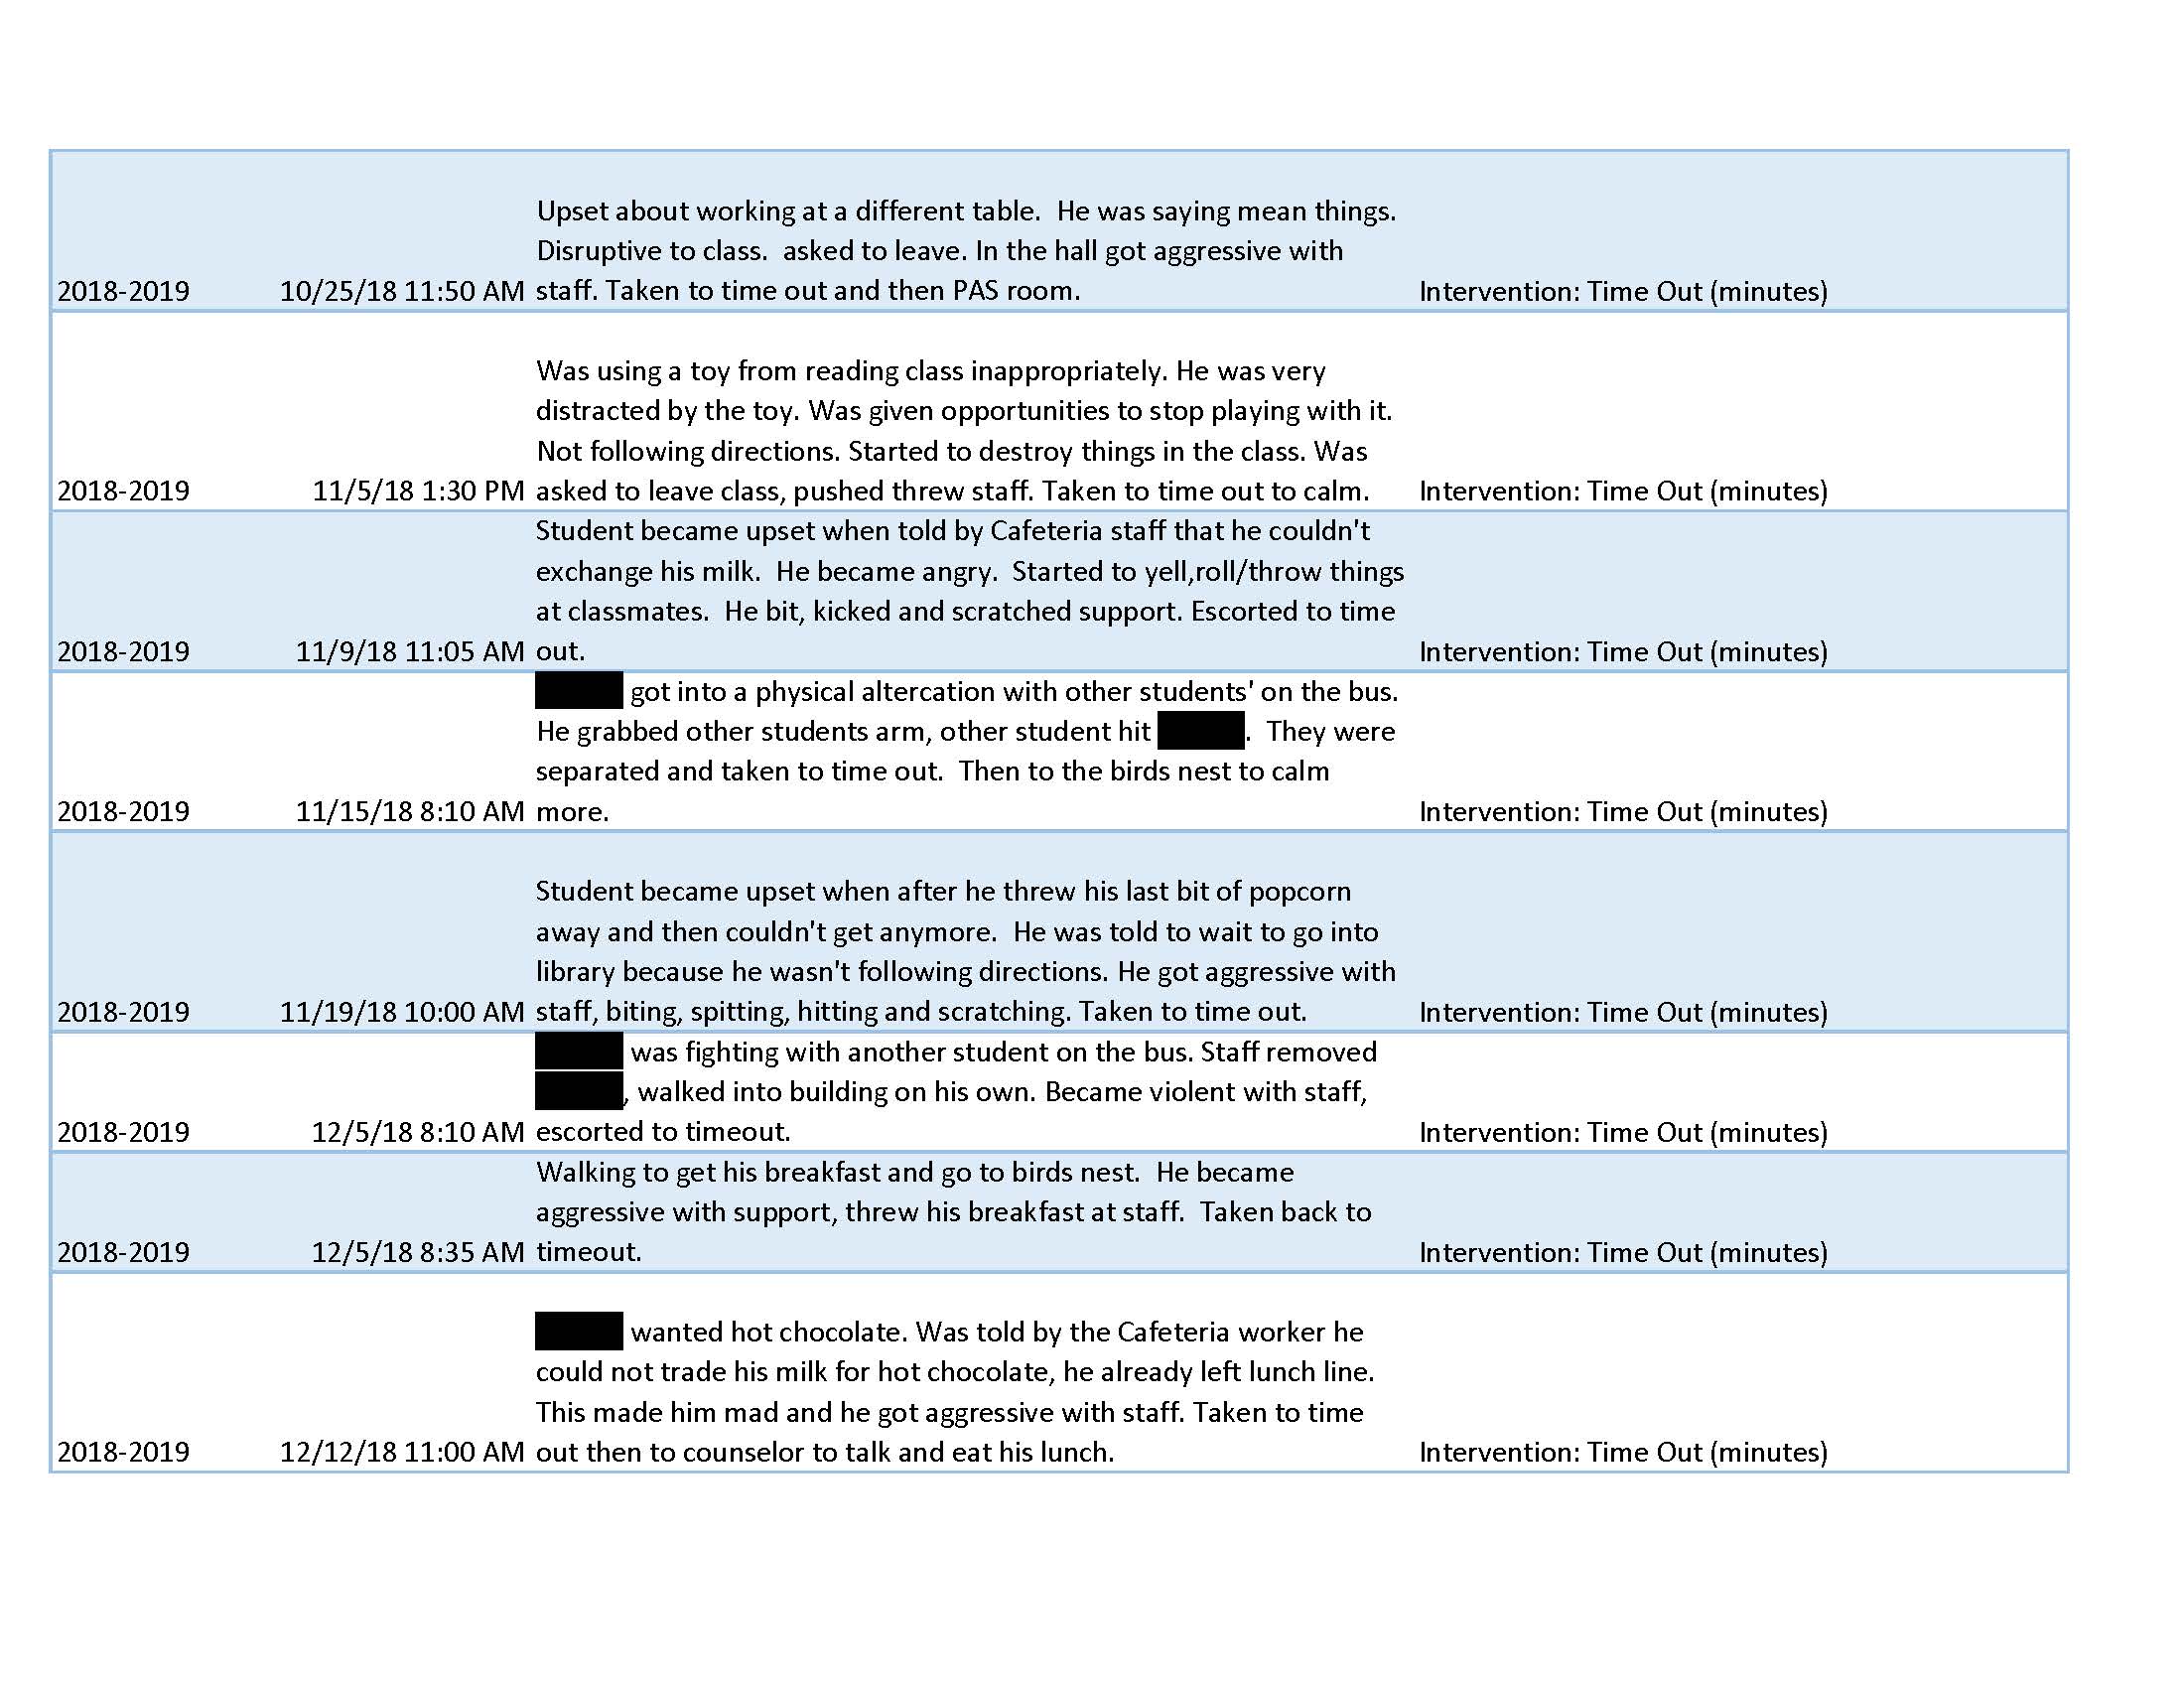 Upset about working at a different table.  He was saying mean things.
Disruptive to class.  asked to leave. In the hall got aggressive with
2018-2019 10/25/18 11:50 AM staff. Taken to time out and then PAS room. Intervention: Time Out (minutes)
Was using a toy from reading class inappropriately. He was very
distracted by the toy. Was given opportunities to stop playing with it.
Not following directions. Started to destroy things in the class. Was
2018-2019 11/5/18 1:30 PM asked to leave class, pushed threw staff. Taken to time out to calm. Intervention: Time Out (minutes)
Student became upset when told by Cafeteria staff that he couldn't
exchange his milk.  He became angry.  Started to yell,roll/throw things
at classmates.  He bit, kicked and scratched support. Escorted to time
2018-2019 11/9/18 11:05 AM out. Intervention: Time Out (minutes)
got into a physical altercation with other students' on the bus.
He grabbed other students arm, other student hit .  They were
separated and taken to time out.  Then to the birds nest to calm
2018-2019 11/15/18 8:10 AM more. Intervention: Time Out (minutes)
Student became upset when after he threw his last bit of popcorn
away and then couldn't get anymore.  He was told to wait to go into
library because he wasn't following directions. He got aggressive with
2018-2019 11/19/18 10:00 AM staff, biting, spitting, hitting and scratching. Taken to time out. Intervention: Time Out (minutes)
was fighting with another student on the bus. Staff removed
, walked into building on his own. Became violent with staff,
2018-2019 12/5/18 8:10 AM escorted to timeout. Intervention: Time Out (minutes)
Walking to get his breakfast and go to birds nest.  He became
aggressive with support, threw his breakfast at staff.  Taken back to
2018-2019 12/5/18 8:35 AM timeout. Intervention: Time Out (minutes)
wanted hot chocolate. Was told by the Cafeteria worker he
could not trade his milk for hot chocolate, he already left lunch line.
This made him mad and he got aggressive with staff. Taken to time
2018-2019 12/12/18 11:00 AM out then to counselor to talk and eat his lunch. Intervention: Time Out (minutes)